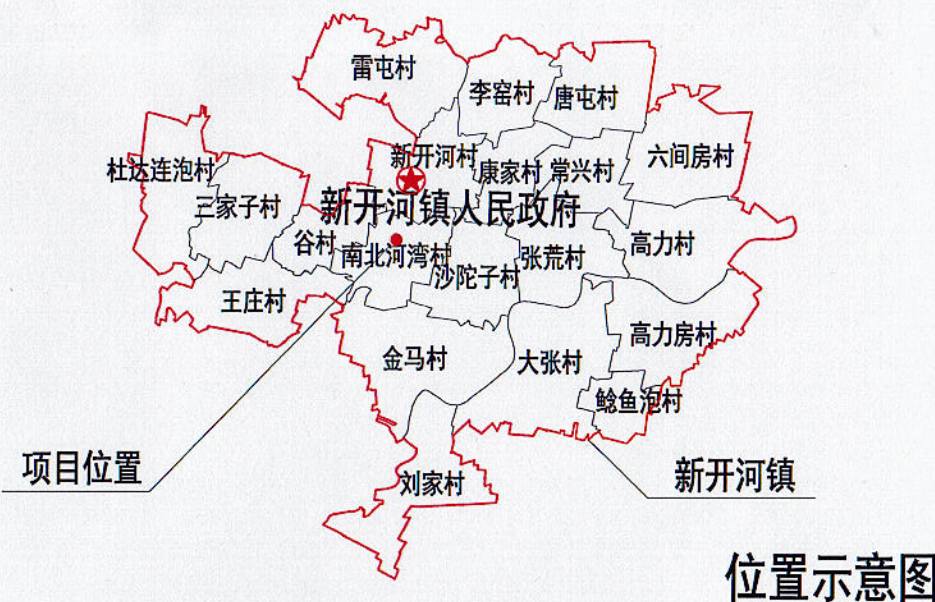 雷屯村
李窑村
唐屯村
新开河村
康家村
常兴村
六间房村
杜达连泡村
三家子村
新开河镇人民政府
谷村
南北河湾村
沙陀子村
张荒村
高力村
王庄村
金马村
大张村
高力房村
鲶鱼泡村
项目位置
刘家村
新开河镇
位置示意图